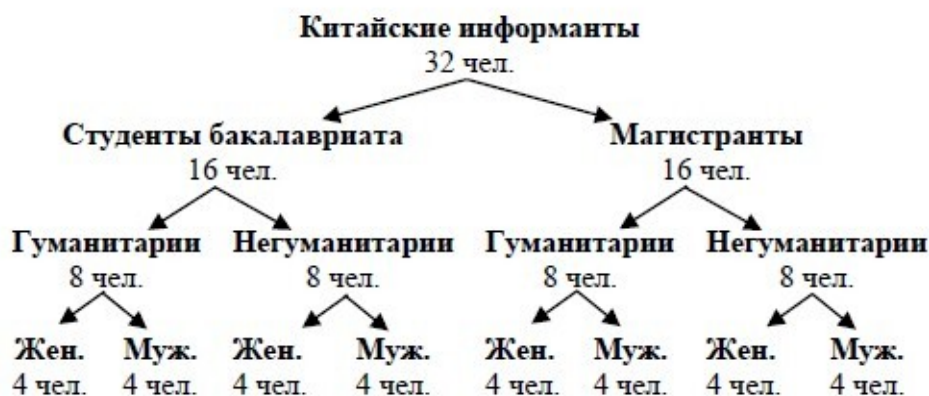 Китайские информанты
32 чел.
Студенты бакалавриата Магистранты
16 чел. 16 чел.
Гуманитарии Негуманитарии Гуманитарии Негуманитарии
8 чел. 8 чел. 8 чел. 8 чел.
Жен. Муж. Жен. Муж. Жен. Муж. Жен. Муж.
4 чел. 4 чел. 4 чел. 4 чел. 4 чел. 4 чел. 4 чел. 4 чел.